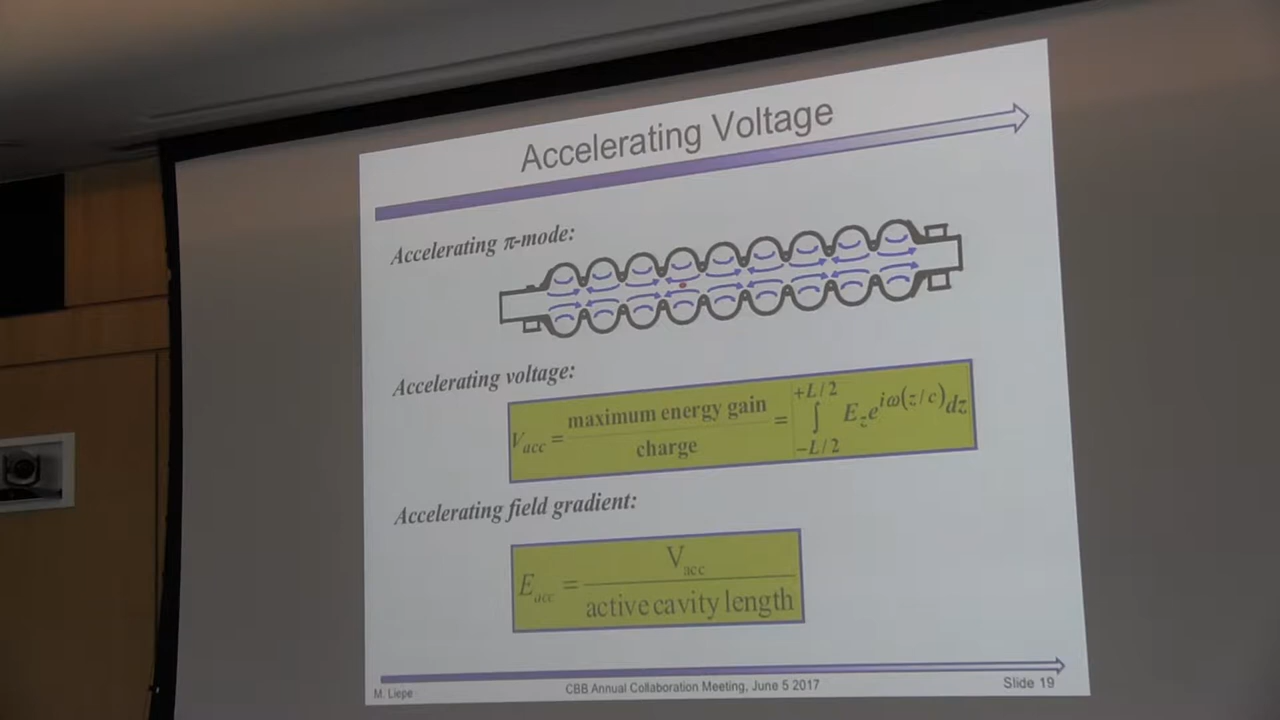 Accelerating Voltage
Accelerating π-mode:
Accelerating voltage:
V_acc = maximum energy gain / charge = | ∫_{-L/2}^{+L/2} E_z e^{iω(z/c)} dz
Accelerating field gradient:
E_acc = V_acc / active cavity length
M. Liepe
CBB Annual Collaboration Meeting, June 5 2017
Slide 19